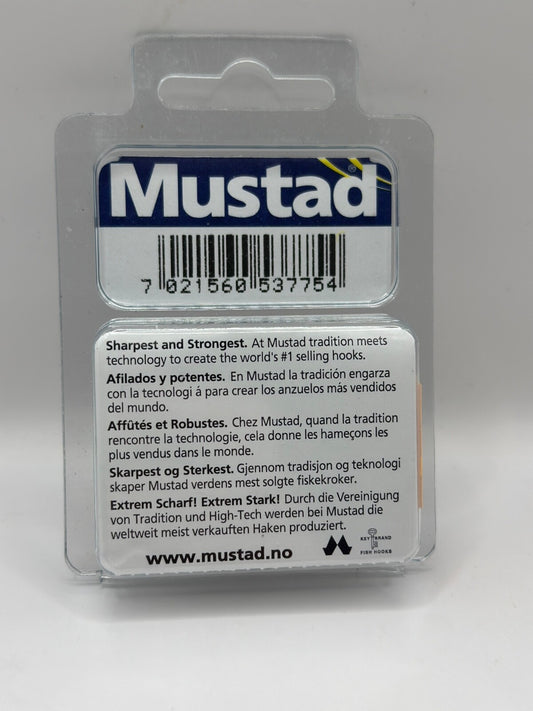 Mustad®
7 021560 537754
Sharpest and Strongest. At Mustad tradition meets
technology to create the world's #1 selling hooks.
Afilados y potentes. En Mustad la tradición engarza
con la tecnologi á para crear los anzuelos más vendidos
del mundo.
Affûtés et Robustes. Chez Mustad, quand la tradition
rencontre la technologie, cela donne les hameçons les
plus vendus dans le monde.
Skarpest og Sterkest. Gjennom tradisjon og teknologi
skaper Mustad verdens mest solgte fiskekroker.
Extrem Scharf! Extrem Stark! Durch die Vereinigung
von Tradition und High-Tech werden bei Mustad die
weltweit meist verkauften Haken produziert.
www.mustad.no
KEY BRAND
FISH HOOKS